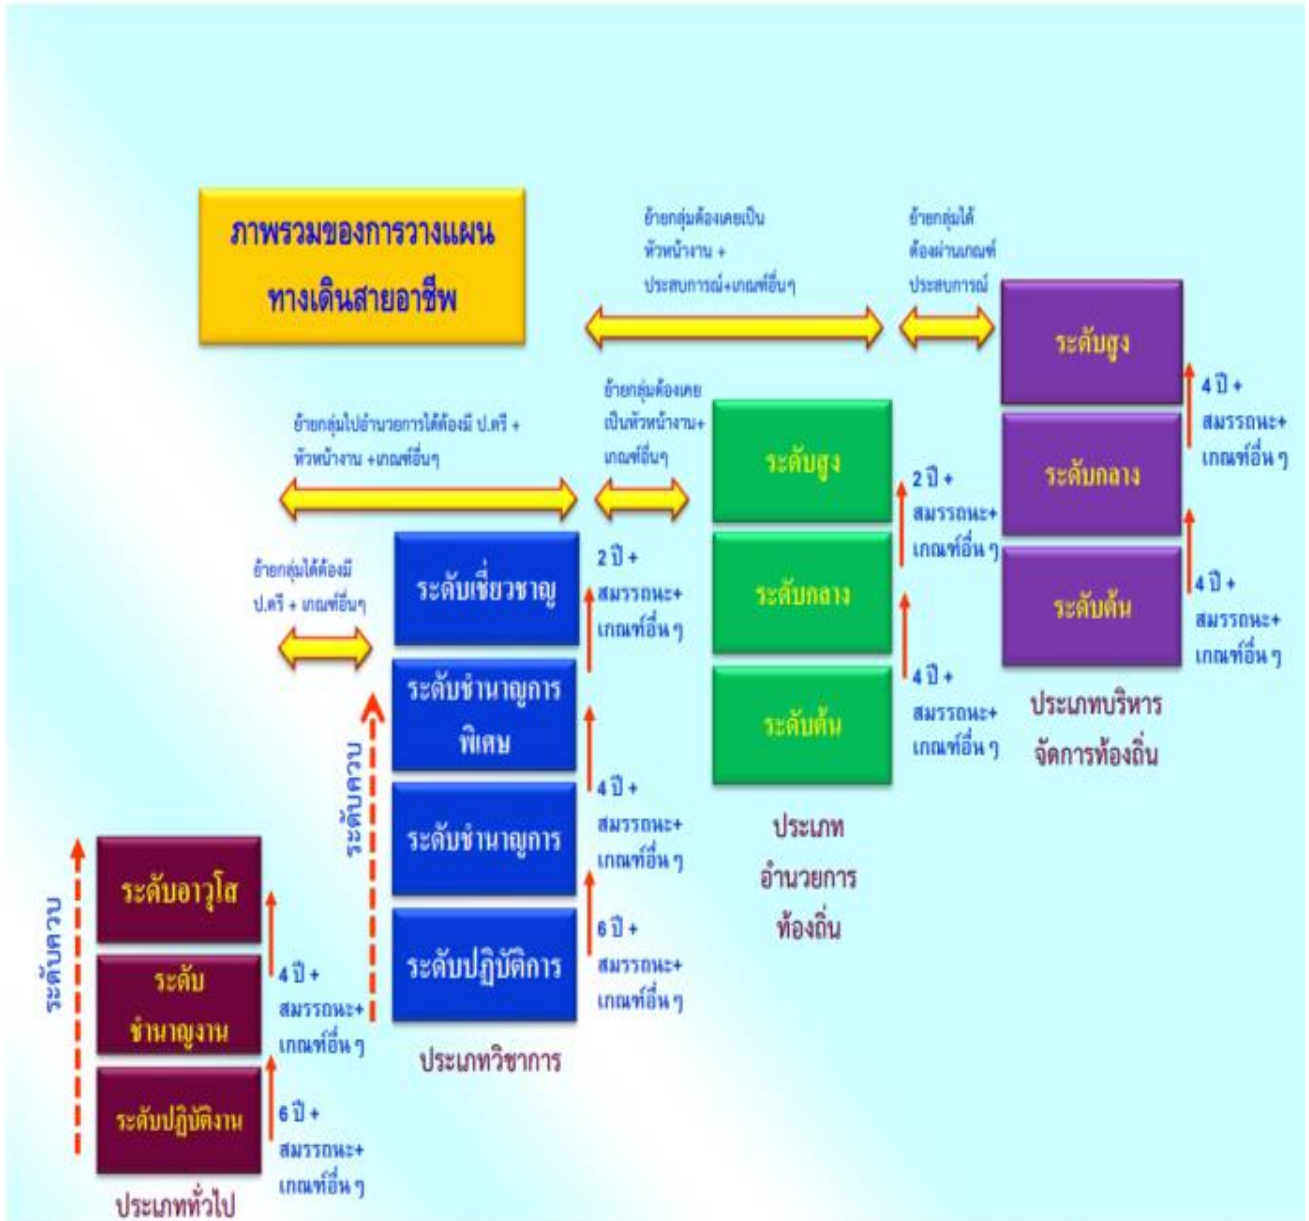 ภาพรวมของการวางแผน
ทางเดินสายอาชีพ
ย้ายกลุ่มต้องเคยเป็น
หัวหน้างาน +
ประสบการณ์+เกณฑ์อื่นๆ
ย้ายกลุ่มได้
ต้องผ่านเกณฑ์
ประสบการณ์
ย้ายกลุ่มไปอำนวยการได้ต้องมี ป.ตรี +
หัวหน้างาน +เกณฑ์อื่นๆ
ย้ายกลุ่มต้องเคย
เป็นหัวหน้างาน+
เกณฑ์อื่นๆ
ย้ายกลุ่มได้ต้องมี
ป.ตรี + เกณฑ์อื่นๆ
ระดับควบ
ระดับอาวุโส
ระดับ
ชำนาญงาน
ระดับปฏิบัติงาน
4 ปี +
สมรรถนะ+
เกณฑ์อื่น ๆ
6 ปี +
สมรรถนะ+
เกณฑ์อื่น ๆ
ประเภททั่วไป
ระดับควบ
ระดับเชี่ยวชาญ
ระดับชำนาญการ
พิเศษ
ระดับชำนาญการ
ระดับปฏิบัติการ
2 ปี +
สมรรถนะ+
เกณฑ์อื่น ๆ
4 ปี +
สมรรถนะ+
เกณฑ์อื่น ๆ
6 ปี +
สมรรถนะ+
เกณฑ์อื่น ๆ
ประเภทวิชาการ
ระดับสูง
ระดับกลาง
ระดับต้น
2 ปี +
สมรรถนะ+
เกณฑ์อื่น ๆ
4 ปี +
สมรรถนะ+
เกณฑ์อื่น ๆ
ประเภท
อำนวยการ
ท้องถิ่น
ระดับสูง
ระดับกลาง
ระดับต้น
4 ปี +
สมรรถนะ+
เกณฑ์อื่น ๆ
4 ปี +
สมรรถนะ+
เกณฑ์อื่น ๆ
ประเภทบริหาร
จัดการท้องถิ่น